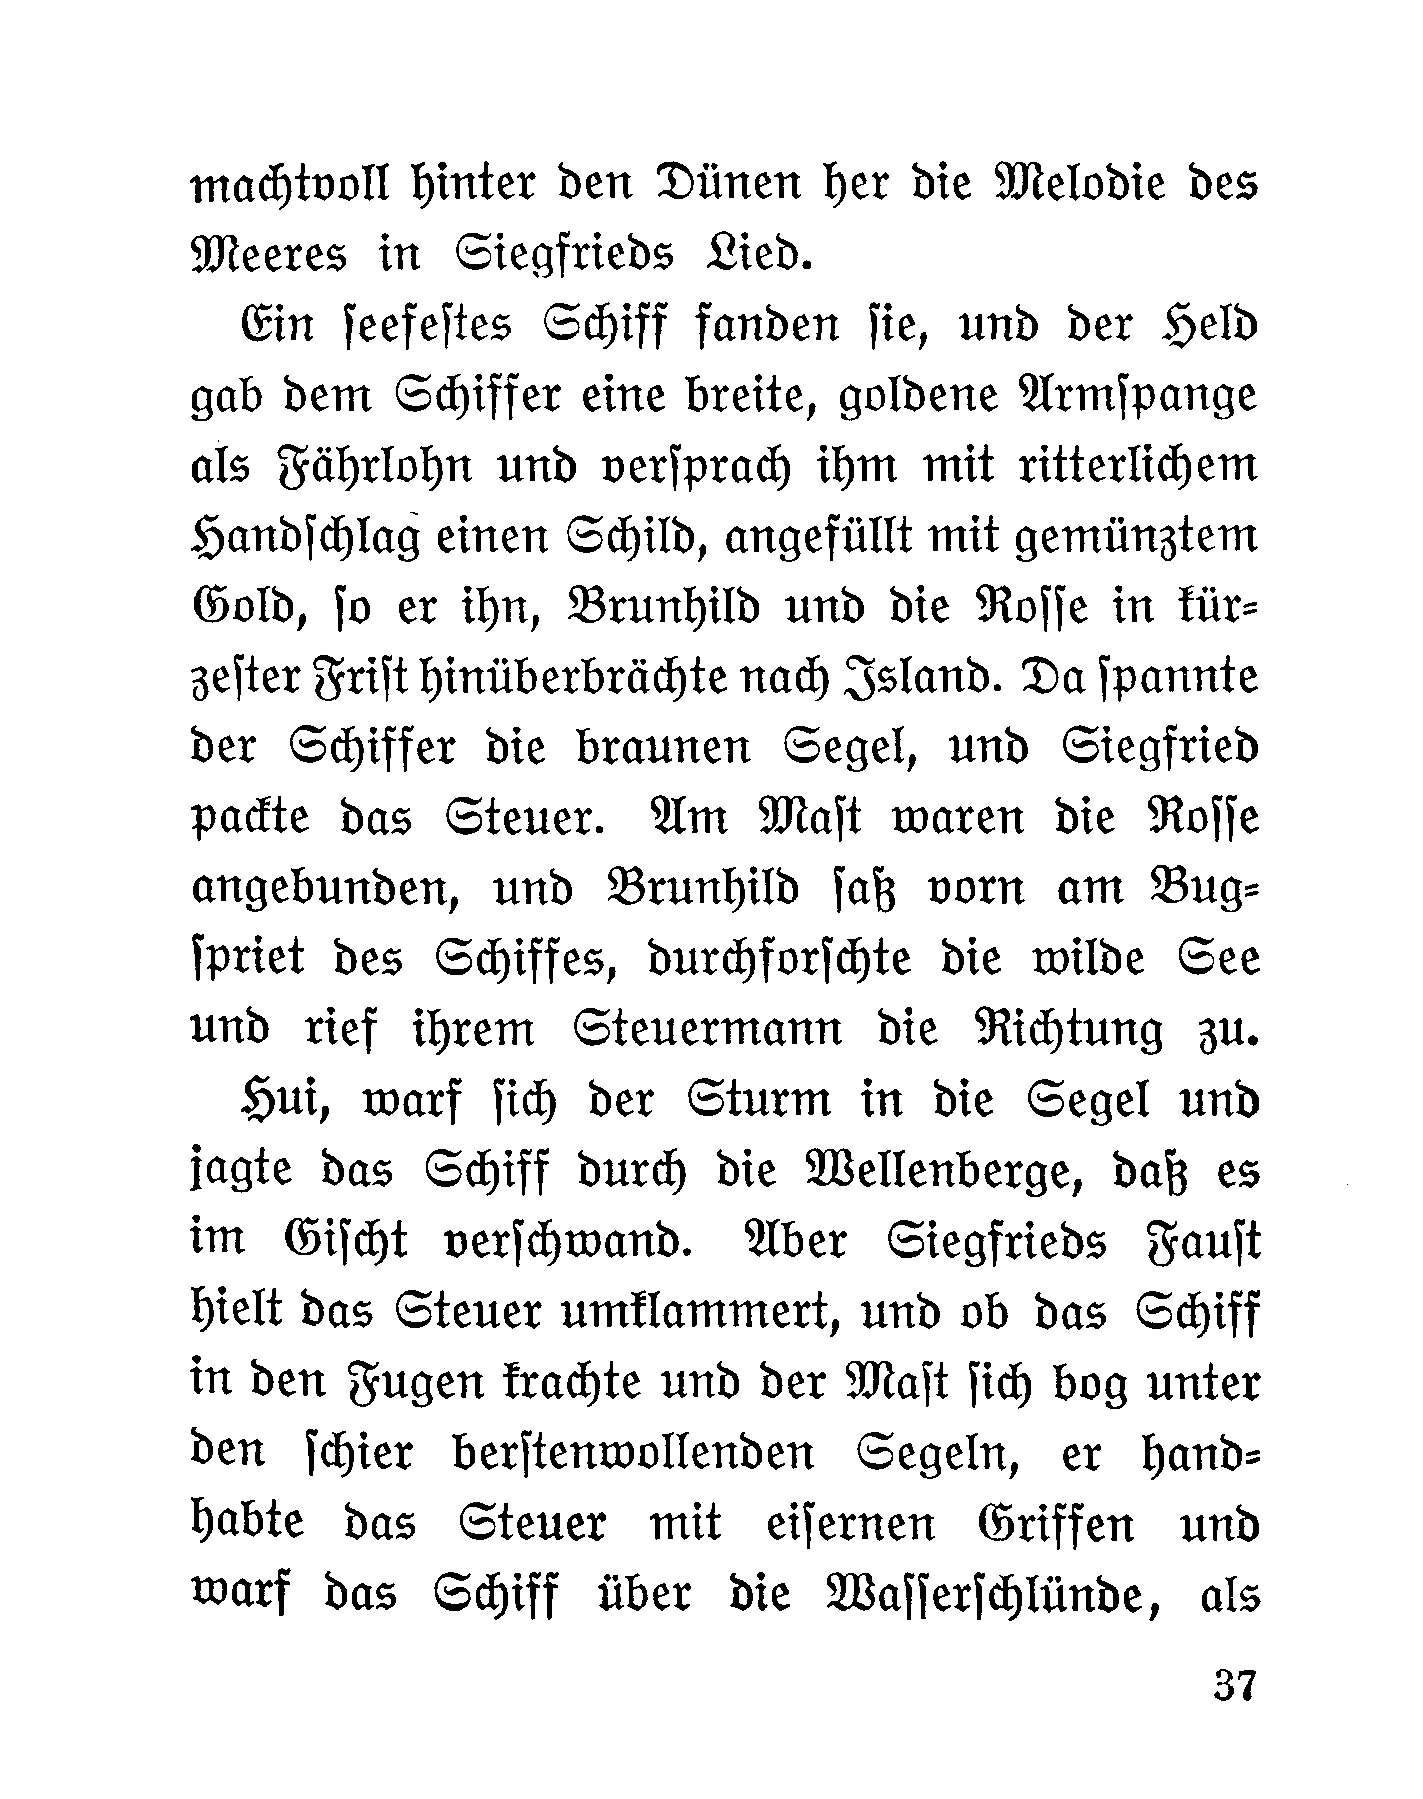 machtvoll hinter den Dünen her die Melodie des
Meeres in Siegfrieds Lied.
Ein ſeefeſtes Schiff fanden ſie, und der Held
gab dem Schiffer eine breite, goldene Armſpange
als Fährlohn und verſprach ihm mit ritterlichem
Handſchlag einen Schild, angefüllt mit gemünztem
Gold, ſo er ihn, Brunhild und die Roſſe in kür-
zeſter Friſt hinüberbrächte nach Island. Da ſpannte
der Schiffer die braunen Segel, und Siegfried
packte das Steuer. Am Maſt waren die Roſſe
angebunden, und Brunhild ſaß vorn am Bug-
ſpriet des Schiffes, durchforſchte die wilde See
und rief ihrem Steuermann die Richtung zu.
Hui, warf ſich der Sturm in die Segel und
jagte das Schiff durch die Wellenberge, daß es
im Giſcht verſchwand. Aber Siegfrieds Fauſt
hielt das Steuer umklammert, und ob das Schiff
in den Fugen krachte und der Maſt ſich bog unter
den ſchier berſtenwollenden Segeln, er hand-
habte das Steuer mit eiſernen Griffen und
warf das Schiff über die Waſſerſchlünde, als
37